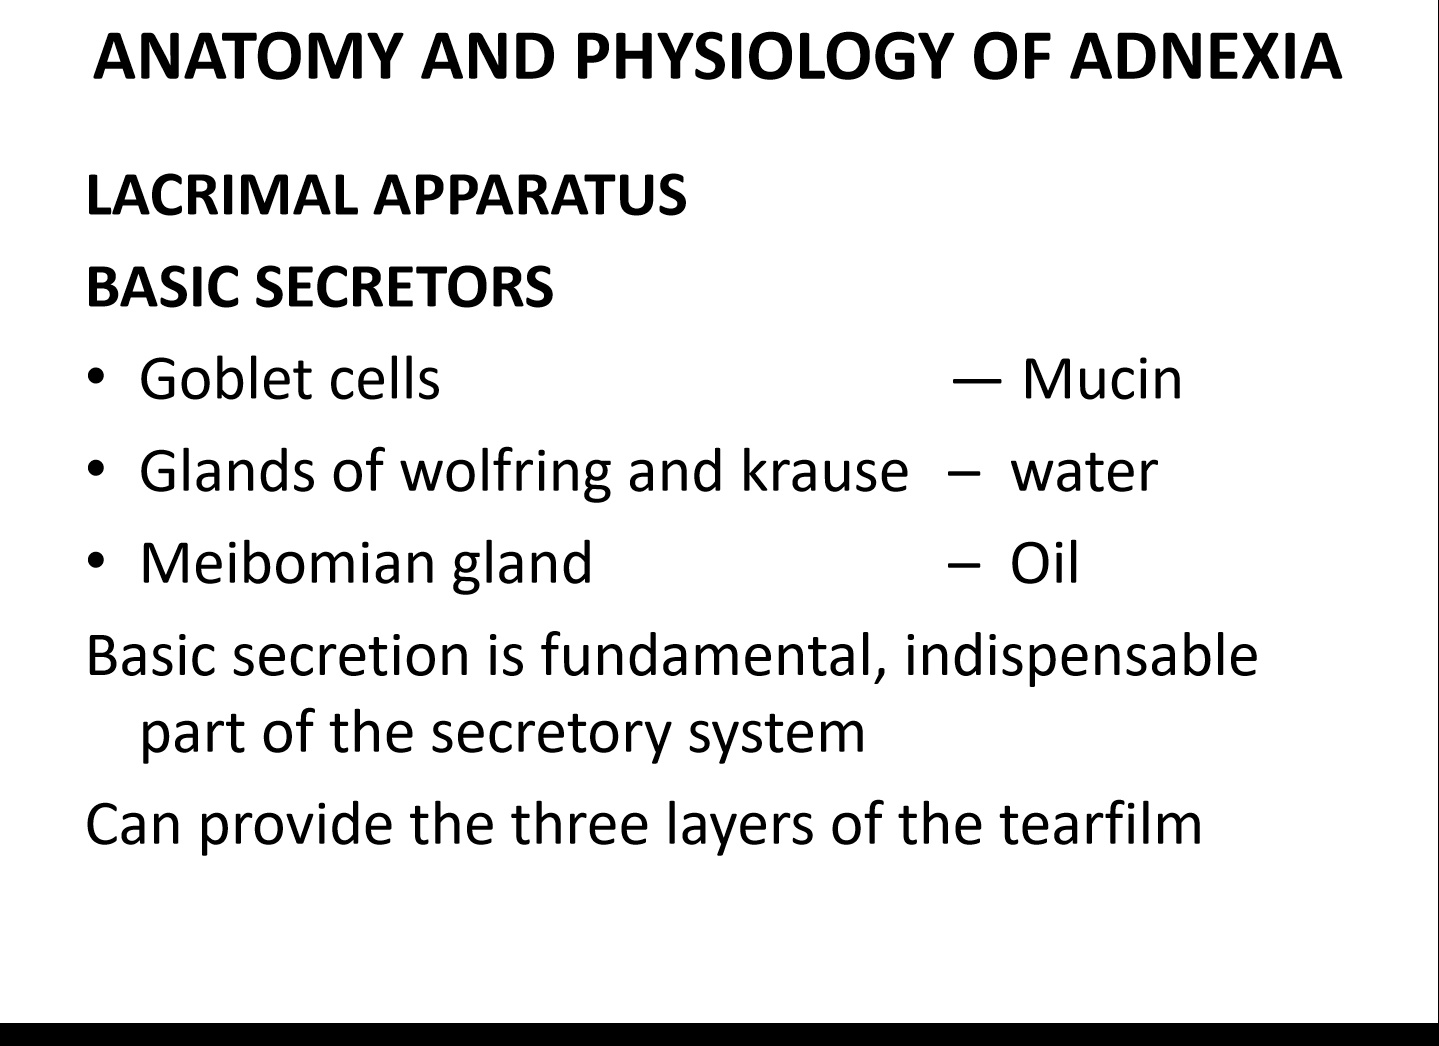 ANATOMY AND PHYSIOLOGY OF ADNEXIA
LACRIMAL APPARATUS
BASIC SECRETORS
• Goblet cells — Mucin
• Glands of wolfring and krause – water
• Meibomian gland – Oil
Basic secretion is fundamental, indispensable
part of the secretory system
Can provide the three layers of the tearfilm